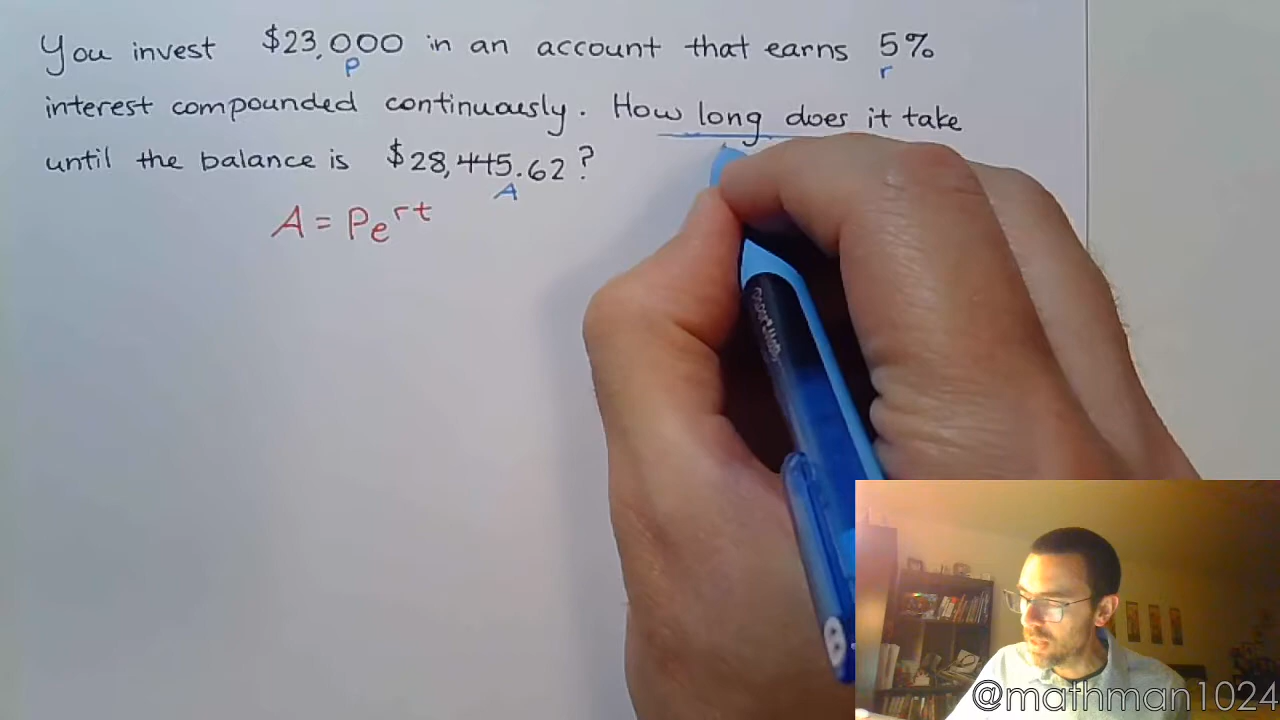 You invest $23,000 in an account that earns 5%
P r
interest compounded continuously. How long does it take
until the balance is $28,445.62?
A
A = Pe^{rt}
@mathman1024